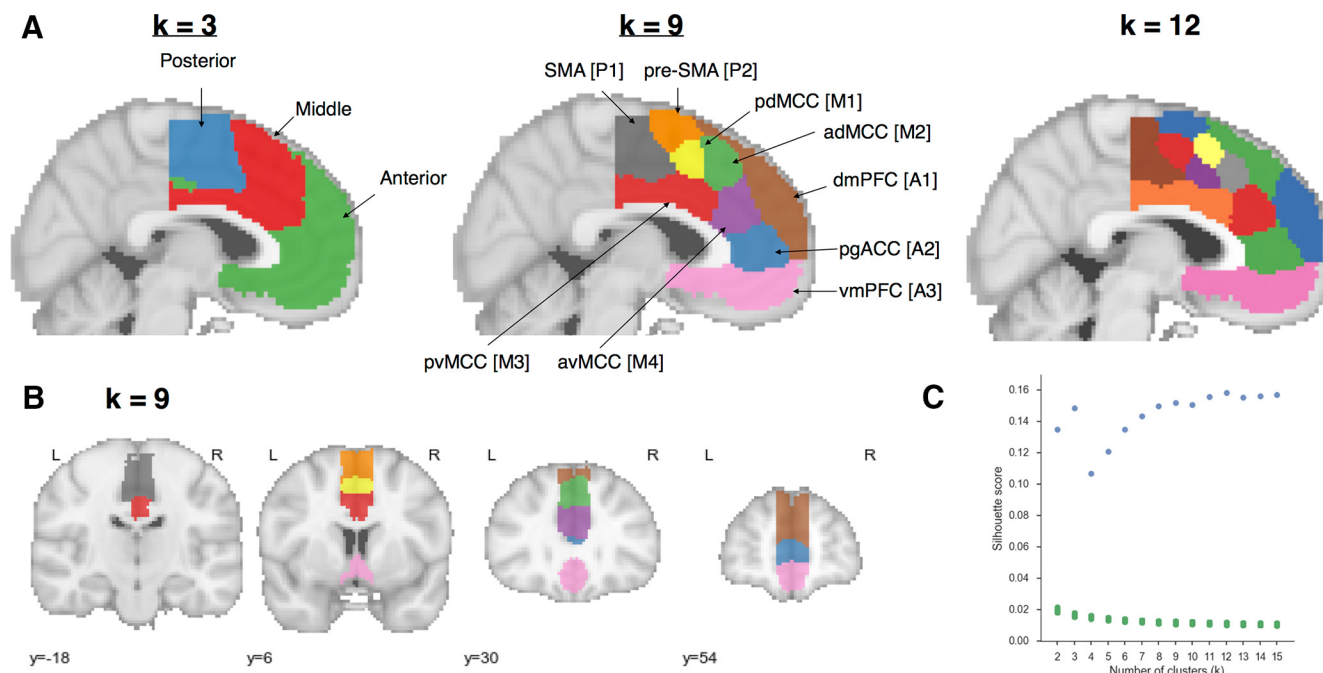 A
k = 3
k = 9
k = 12
Posterior
Middle
Anterior
SMA [P1]
pre-SMA [P2]
pdMCC [M1]
adMCC [M2]
dmPFC [A1]
pgACC [A2]
vmPFC [A3]
pvMCC [M3]
avMCC [M4]
B
k = 9
L
R
L
R
L
R
L
R
y=-18
y=6
y=30
y=54
C
Silhouette score
0.16
0.14
0.12
0.10
0.08
0.06
0.04
0.02
0.00
2 3 4 5 6 7 8 9 10 11 12 13 14 15
Number of clusters (k)